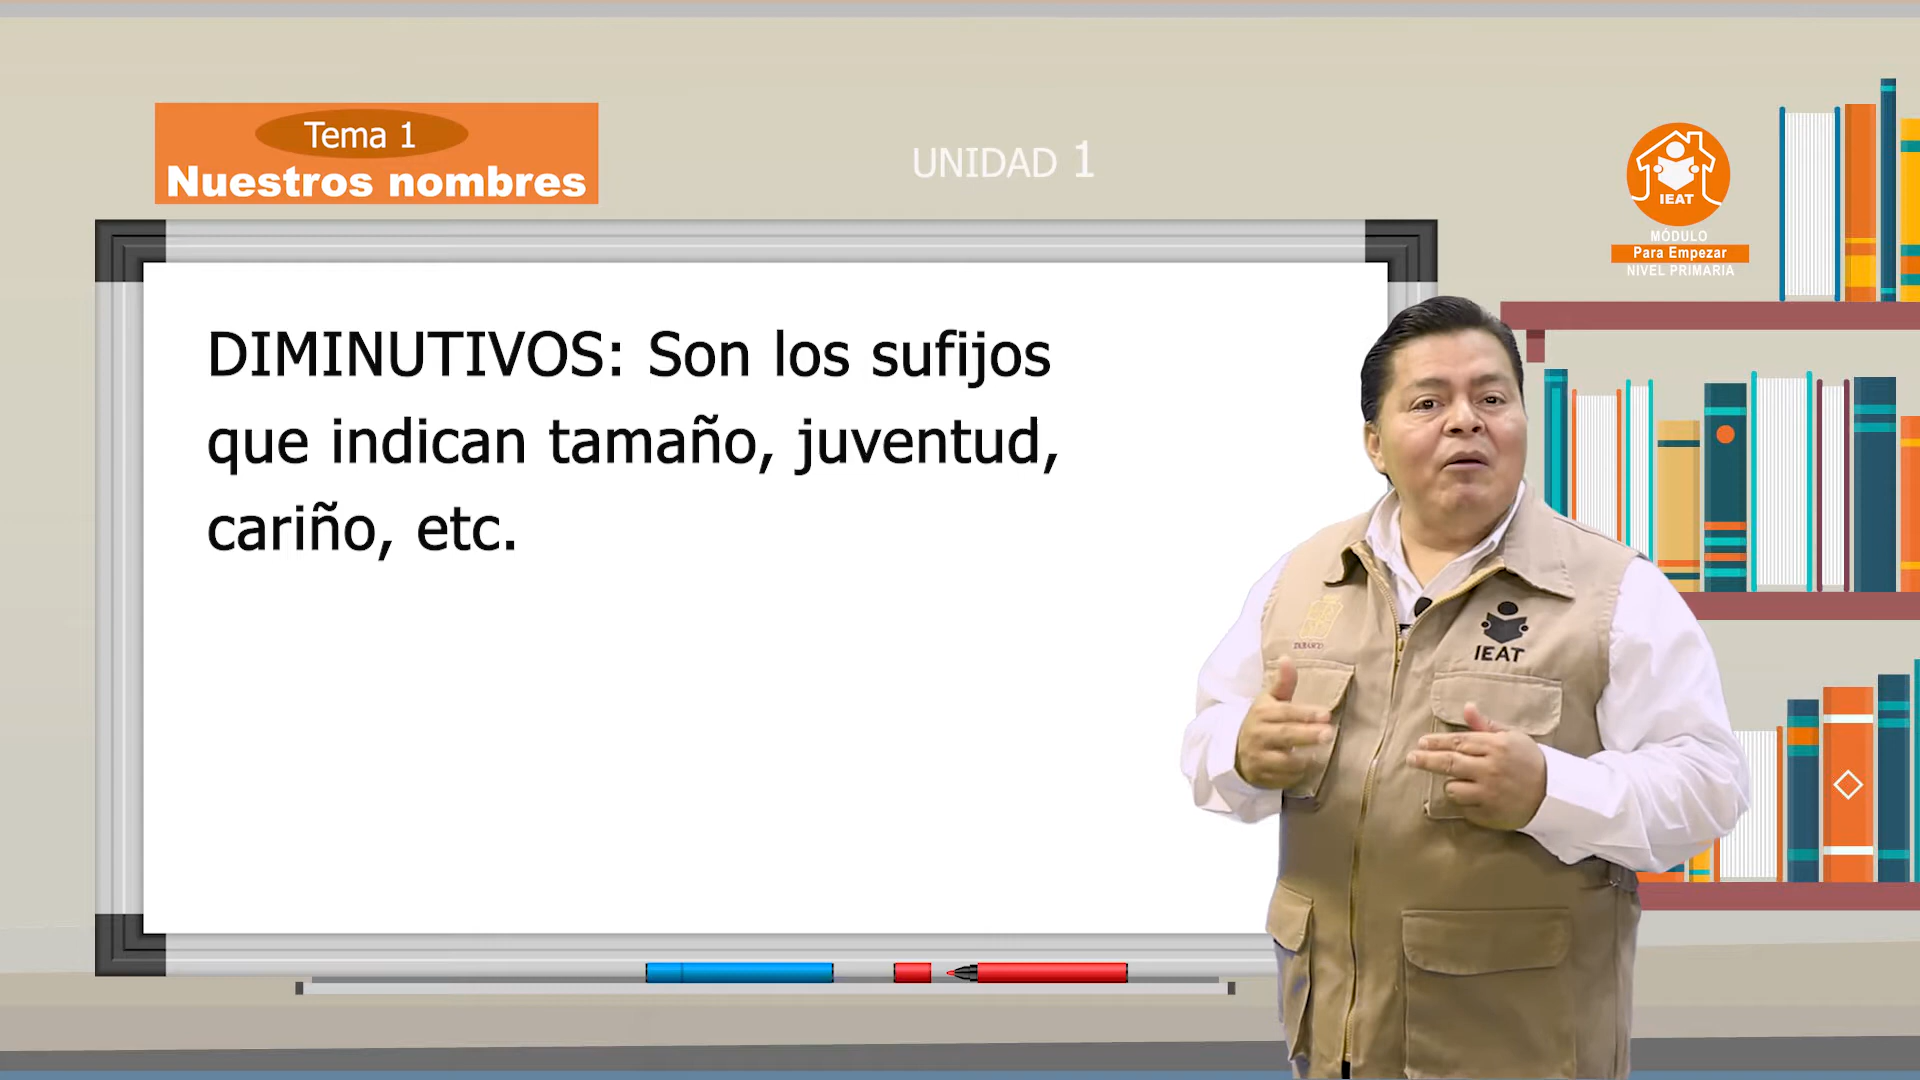 Tema 1
Nuestros nombres
UNIDAD 1
IEAT
MÓDULO
Para Empezar
NIVEL PRIMARIA
DIMINUTIVOS: Son los sufijos
que indican tamaño, juventud,
cariño, etc.
IEAT